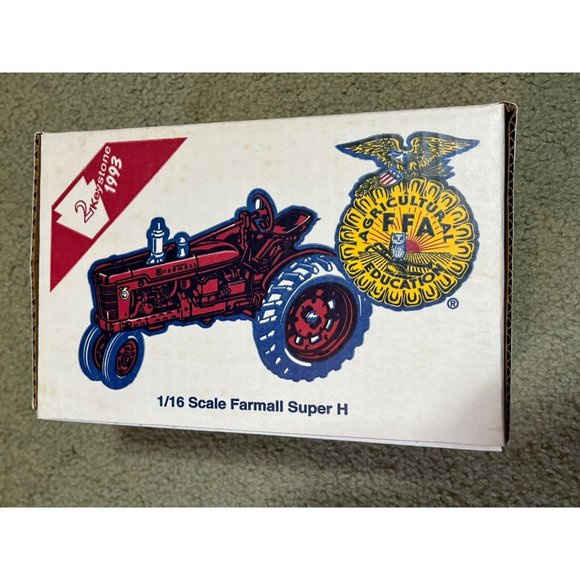 2
Keystone
1993
AGRICULTURAL
FFA
EDUCATION
®
FARMALL
1/16 Scale Farmall Super H